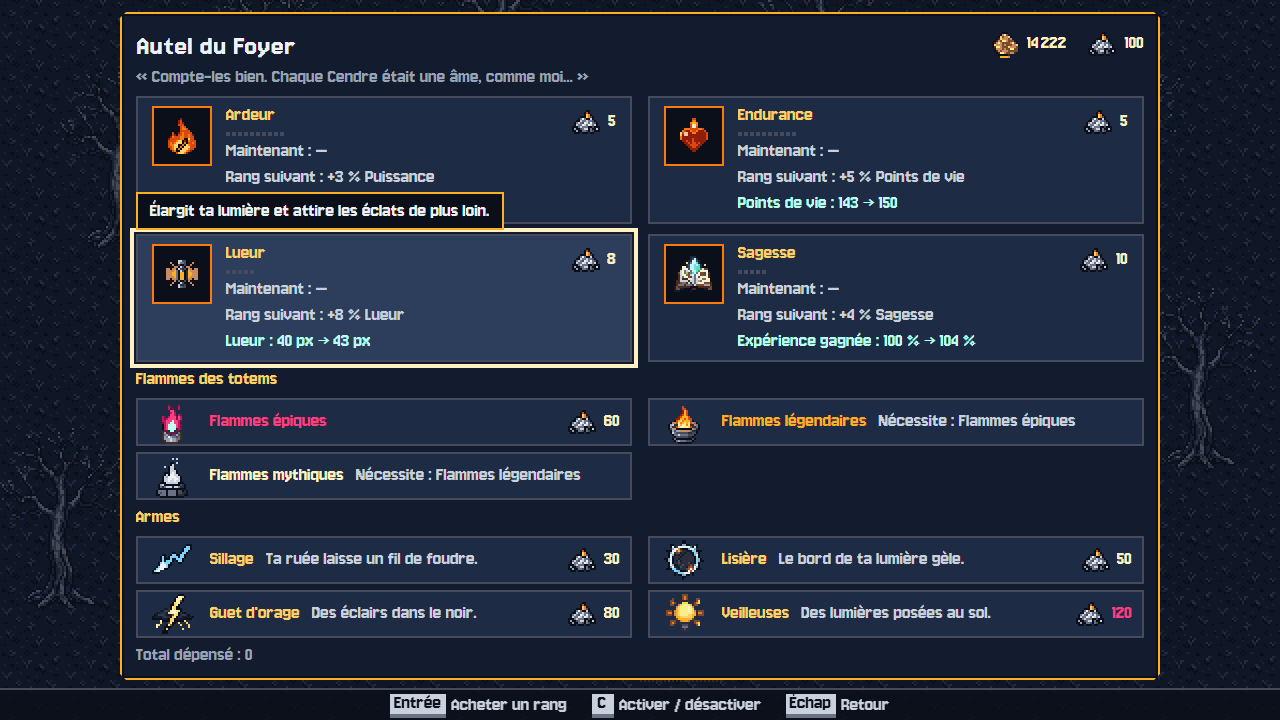 Autel du Foyer
14222
100
« Compte-les bien. Chaque Cendre était une âme, comme moi... »
Ardeur
5
Maintenant : —
Rang suivant : +3 % Puissance
Endurance
5
Maintenant : —
Rang suivant : +5 % Points de vie
Points de vie : 143 → 150
Élargit ta lumière et attire les éclats de plus loin.
Lueur
8
Maintenant : —
Rang suivant : +8 % Lueur
Lueur : 40 px → 43 px
Sagesse
10
Maintenant : —
Rang suivant : +4 % Sagesse
Expérience gagnée : 100 % → 104 %
Flammes des totems
Flammes épiques 60
Flammes légendaires Nécessite : Flammes épiques
Flammes mythiques Nécessite : Flammes légendaires
Armes
Sillage Ta ruée laisse un fil de foudre. 30
Lisière Le bord de ta lumière gèle. 50
Guet d'orage Des éclairs dans le noir. 80
Veilleuses Des lumières posées au sol. 120
Total dépensé : 0
Entrée Acheter un rang C Activer / désactiver Échap Retour